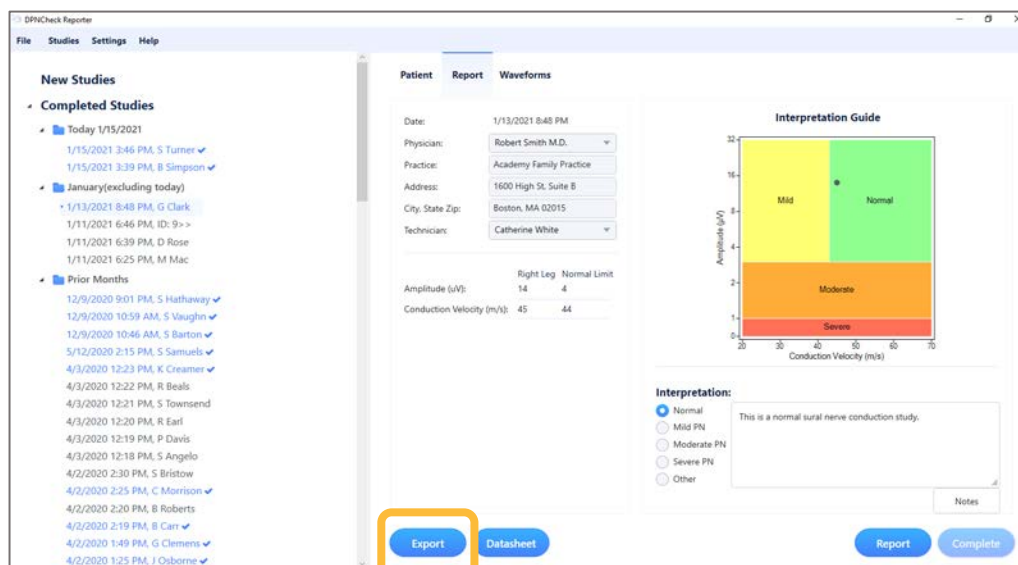 DPNCheck Reporter
File Studies Settings Help
New Studies
Completed Studies
Today 1/15/2021
1/15/2021 3:46 PM, S Turner
1/15/2021 3:39 PM, B Simpson
January(excluding today)
1/13/2021 8:48 PM, G Clark
1/11/2021 6:46 PM, ID: 9>>
1/11/2021 6:39 PM, D Rose
1/11/2021 6:25 PM, M Mac
Prior Months
12/9/2020 9:01 PM, S Hathaway
12/9/2020 10:59 AM, S Vaughn
12/9/2020 10:46 AM, S Barton
5/12/2020 2:15 PM, S Samuels
4/3/2020 12:23 PM, K Creamer
4/3/2020 12:22 PM, R Beals
4/3/2020 12:21 PM, S Townsend
4/3/2020 12:20 PM, R Earl
4/3/2020 12:19 PM, P Davis
4/3/2020 12:18 PM, S Angelo
4/2/2020 2:30 PM, S Bristow
4/2/2020 2:25 PM, C Morrison
4/2/2020 2:20 PM, B Roberts
4/2/2020 2:19 PM, B Carr
4/2/2020 1:49 PM, G Clemens
4/2/2020 1:25 PM, J Osborne
Patient Report Waveforms
Date: 1/13/2021 8:48 PM
Physician: Robert Smith M.D.
Practice: Academy Family Practice
Address: 1600 High St. Suite B
City, State Zip: Boston, MA 02015
Technician: Catherine White
Right Leg Normal Limit
Amplitude (uV): 14 4
Conduction Velocity (m/s): 45 44
Interpretation Guide
32
16
8
4
2
1
0
Amplitude (µV)
Mild
Normal
Moderate
Severe
20 30 40 50 60 70
Conduction Velocity (m/s)
Interpretation:
Normal
Mild PN
Moderate PN
Severe PN
Other
This is a normal sural nerve conduction study.
Notes
Export Datasheet Report Complete